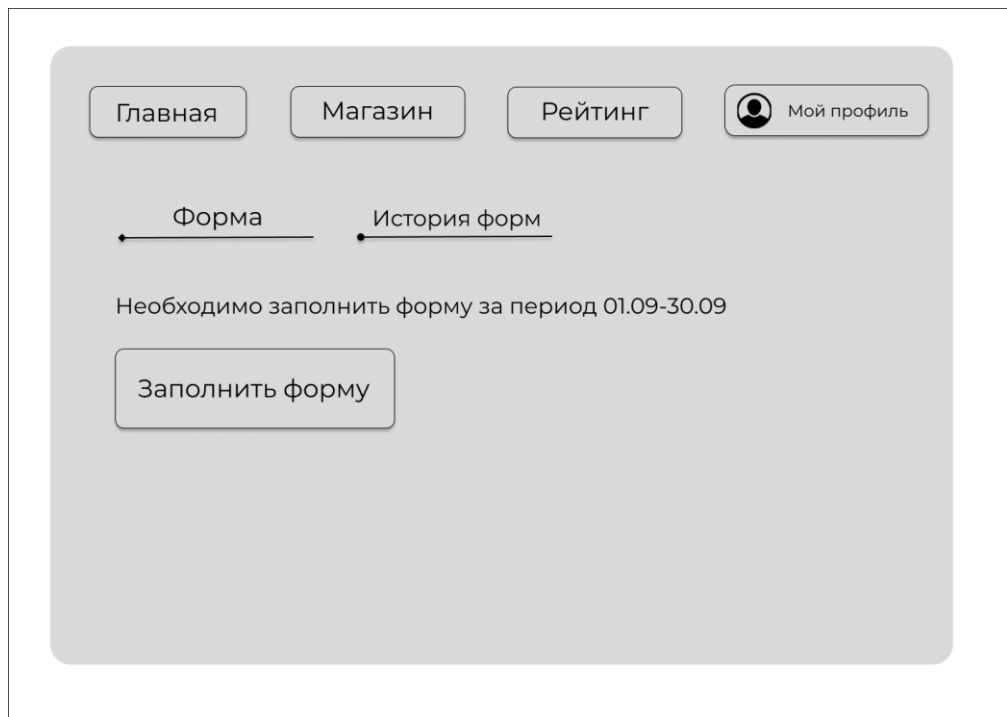 Главная Магазин Рейтинг Мой профиль
Форма История форм
Необходимо заполнить форму за период 01.09-30.09
Заполнить форму